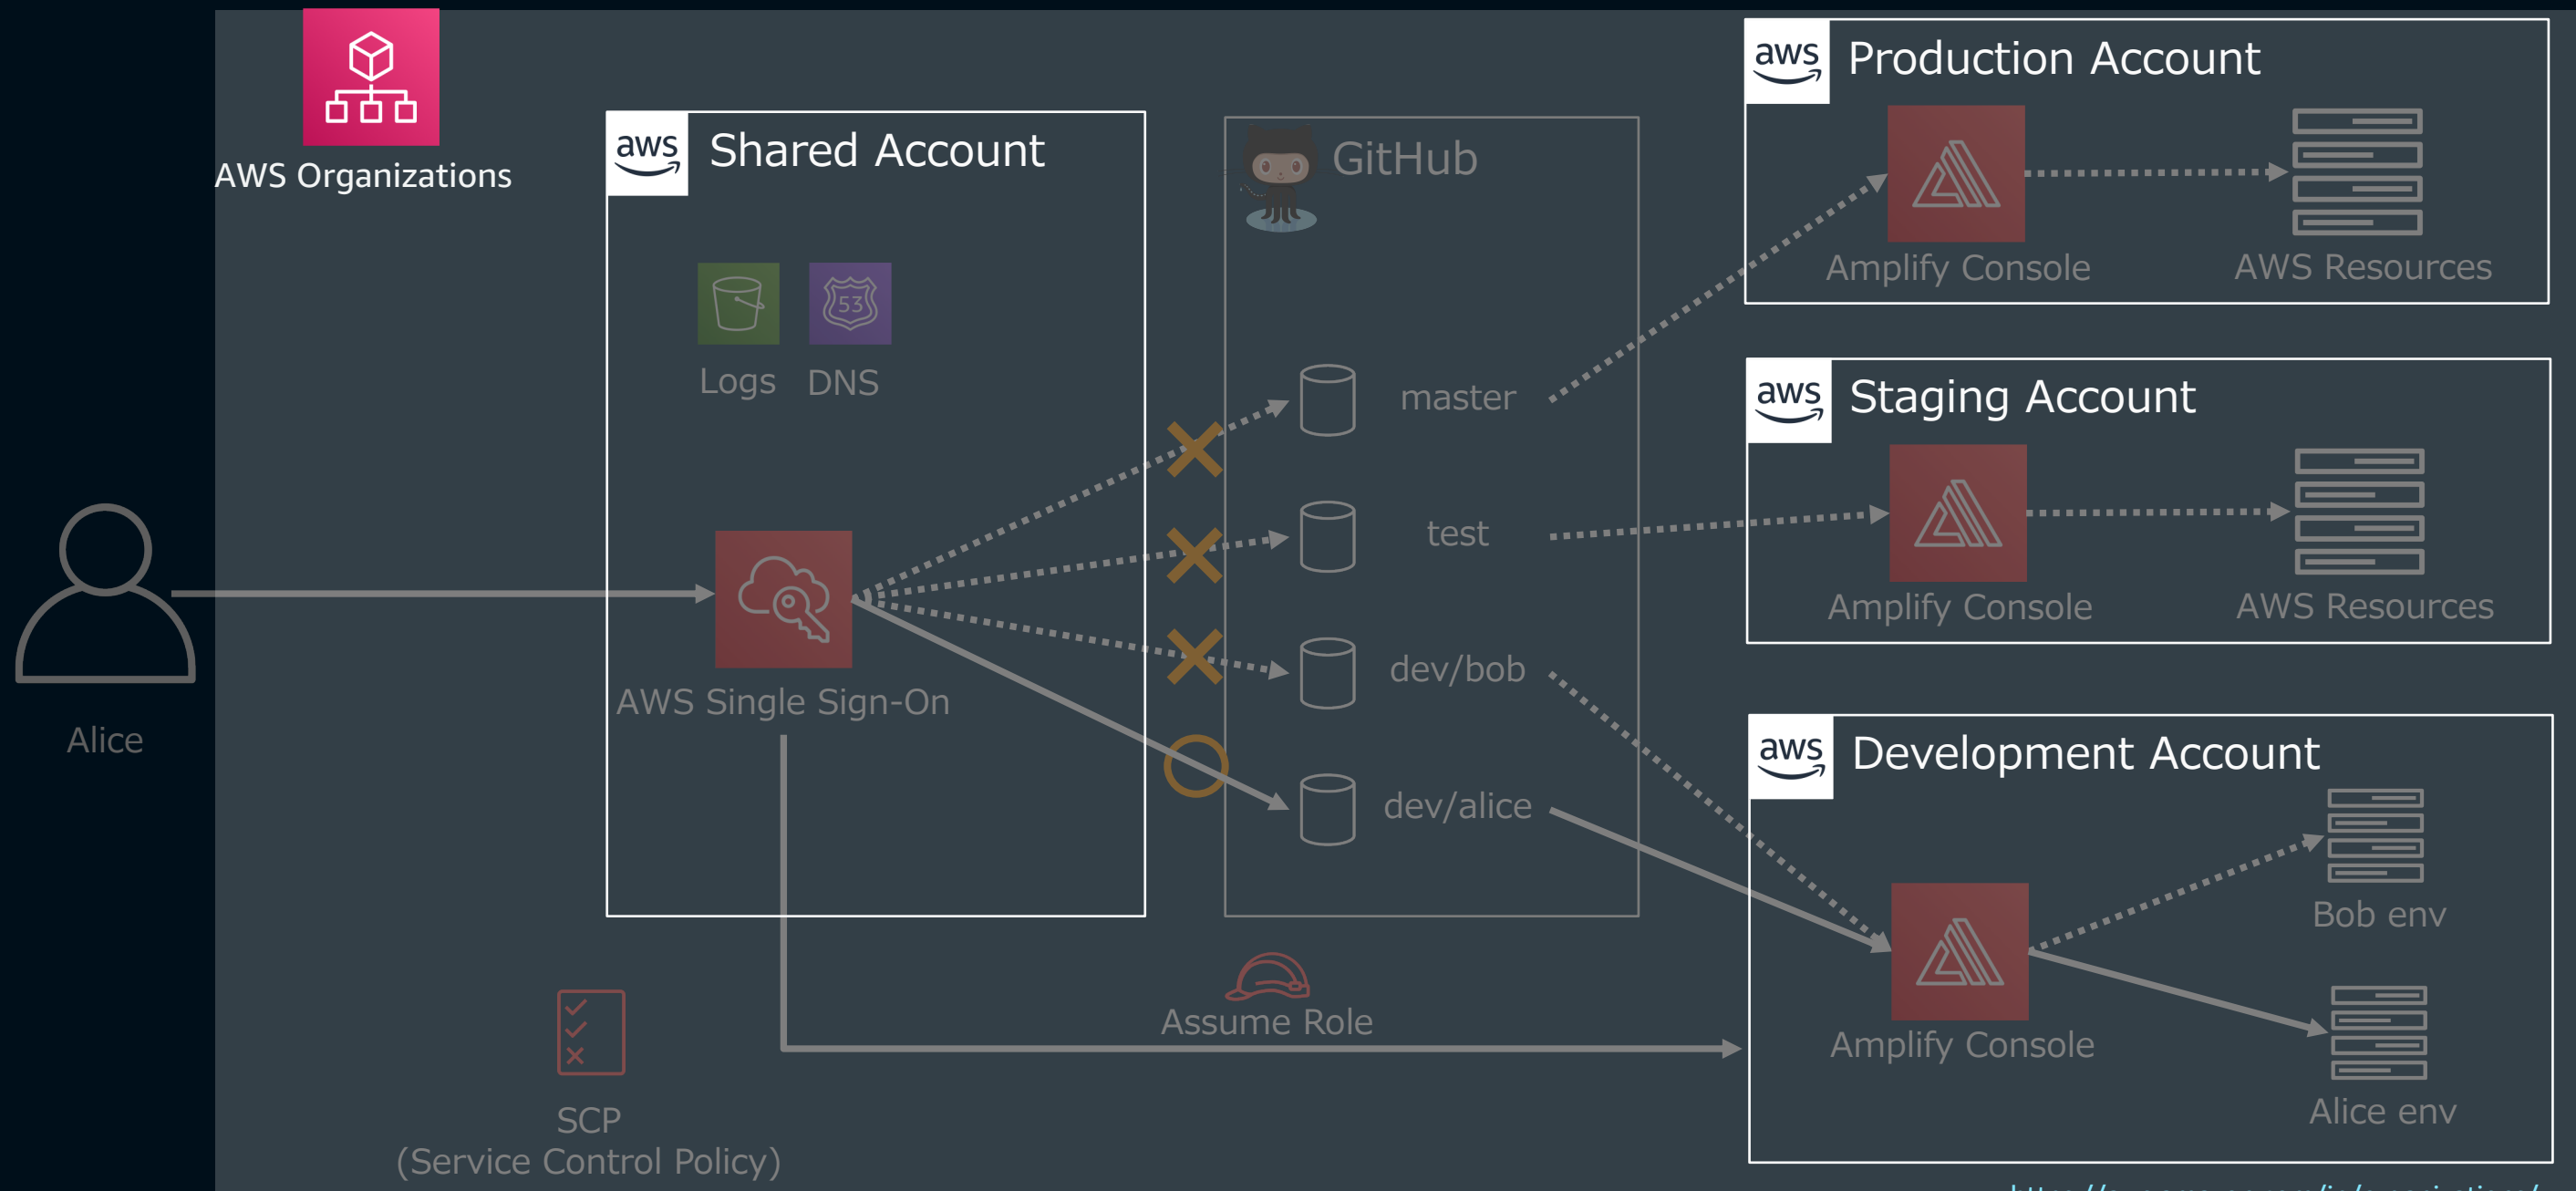 AWS Organizations
aws
Shared Account
Logs
DNS
53
AWS Single Sign-On
Alice
SCP
(Service Control Policy)
GitHub
master
test
dev/bob
dev/alice
Assume Role
aws
Production Account
Amplify Console
AWS Resources
aws
Staging Account
Amplify Console
AWS Resources
aws
Development Account
Bob env
Amplify Console
Alice env